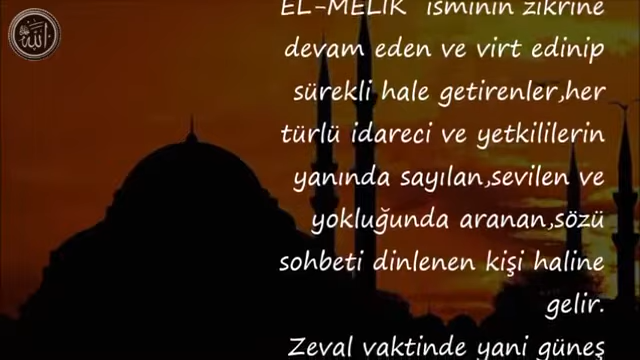 الله
EL-MELİK  isminin zikrine
devam eden ve virt edinip
sürekli hale getirenler,her
türlü idareci ve yetkililerin
yanında sayılan,sevilen ve
yokluğunda aranan,sözü
sohbeti dinlenen kişi haline
gelir.
Zeval vaktinde yani güneş